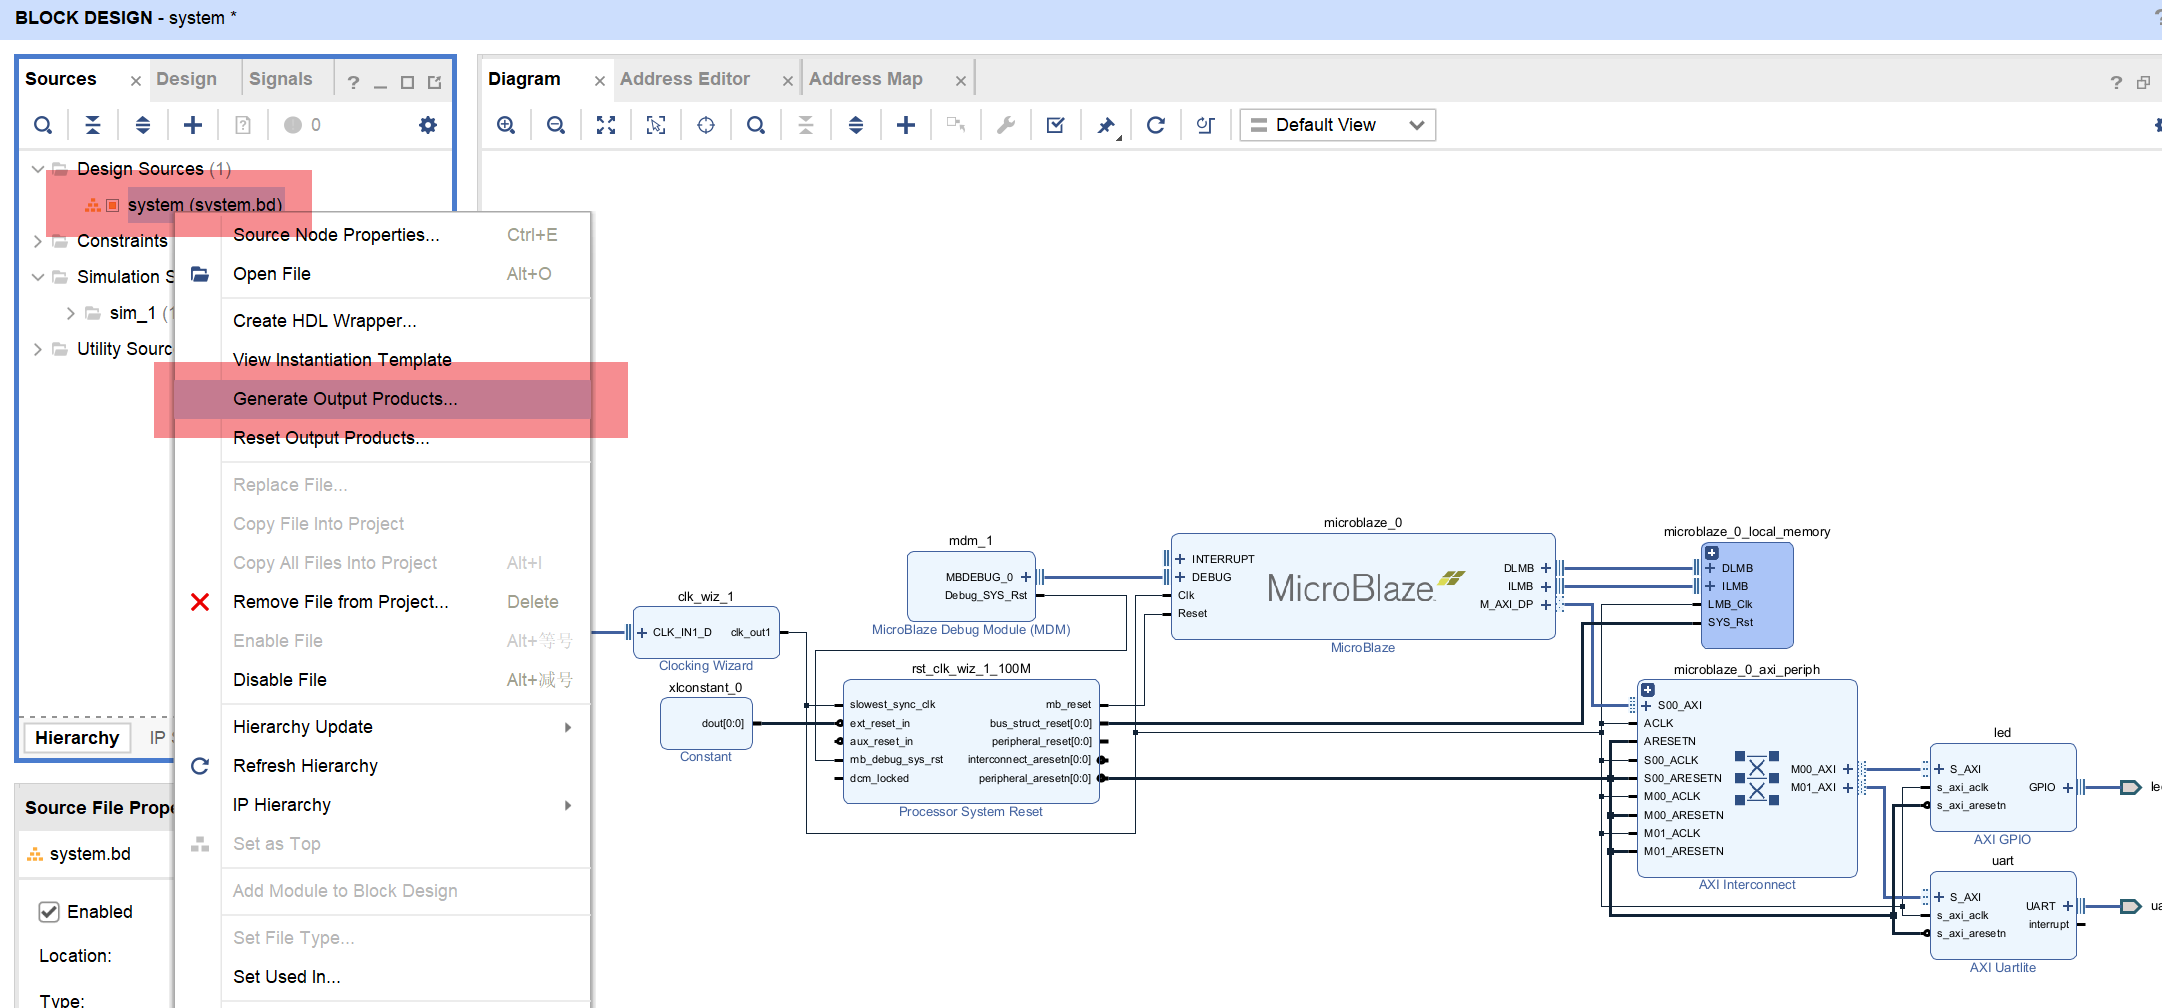 BLOCK DESIGN - system *
Sources
Design
Signals
0
Design Sources (1)
system (system.bd)
Constraints
Simulation S
sim_1 (1
Utility Sourc
Source Node Properties... Ctrl+E
Open File Alt+O
Create HDL Wrapper...
View Instantiation Template
Generate Output Products...
Reset Output Products...
Replace File...
Copy File Into Project
Copy All Files Into Project Alt+I
Remove File from Project... Delete
Enable File Alt+等号
Disable File Alt+减号
Hierarchy Update
Refresh Hierarchy
IP Hierarchy
Set as Top
Add Module to Block Design
Set File Type...
Set Used In...
Hierarchy
IP S
Source File Prope
system.bd
Enabled
Location:
Type:
Diagram
Address Editor
Address Map
Default View
clk_wiz_1
CLK_IN1_D clk_out1
Clocking Wizard
xlconstant_0
dout[0:0]
Constant
mdm_1
MBDEBUG_0
Debug_SYS_Rst
MicroBlaze Debug Module (MDM)
rst_clk_wiz_1_100M
slowest_sync_clk mb_reset
ext_reset_in bus_struct_reset[0:0]
aux_reset_in peripheral_reset[0:0]
mb_debug_sys_rst interconnect_aresetn[0:0]
dcm_locked peripheral_aresetn[0:0]
Processor System Reset
microblaze_0
INTERRUPT
DEBUG
Clk
Reset
MicroBlaze
DLMB
ILMB
M_AXI_DP
MicroBlaze
microblaze_0_local_memory
DLMB
ILMB
LMB_Clk
SYS_Rst
microblaze_0_axi_periph
S00_AXI
ACLK
ARESETN
S00_ACLK
S00_ARESETN
M00_ACLK
M00_ARESETN
M01_ACLK
M01_ARESETN
M00_AXI
M01_AXI
AXI Interconnect
led
S_AXI
s_axi_aclk GPIO
s_axi_aresetn
AXI GPIO
le
uart
S_AXI
UART
s_axi_aclk
interrupt
s_axi_aresetn
AXI Uartlite
ua